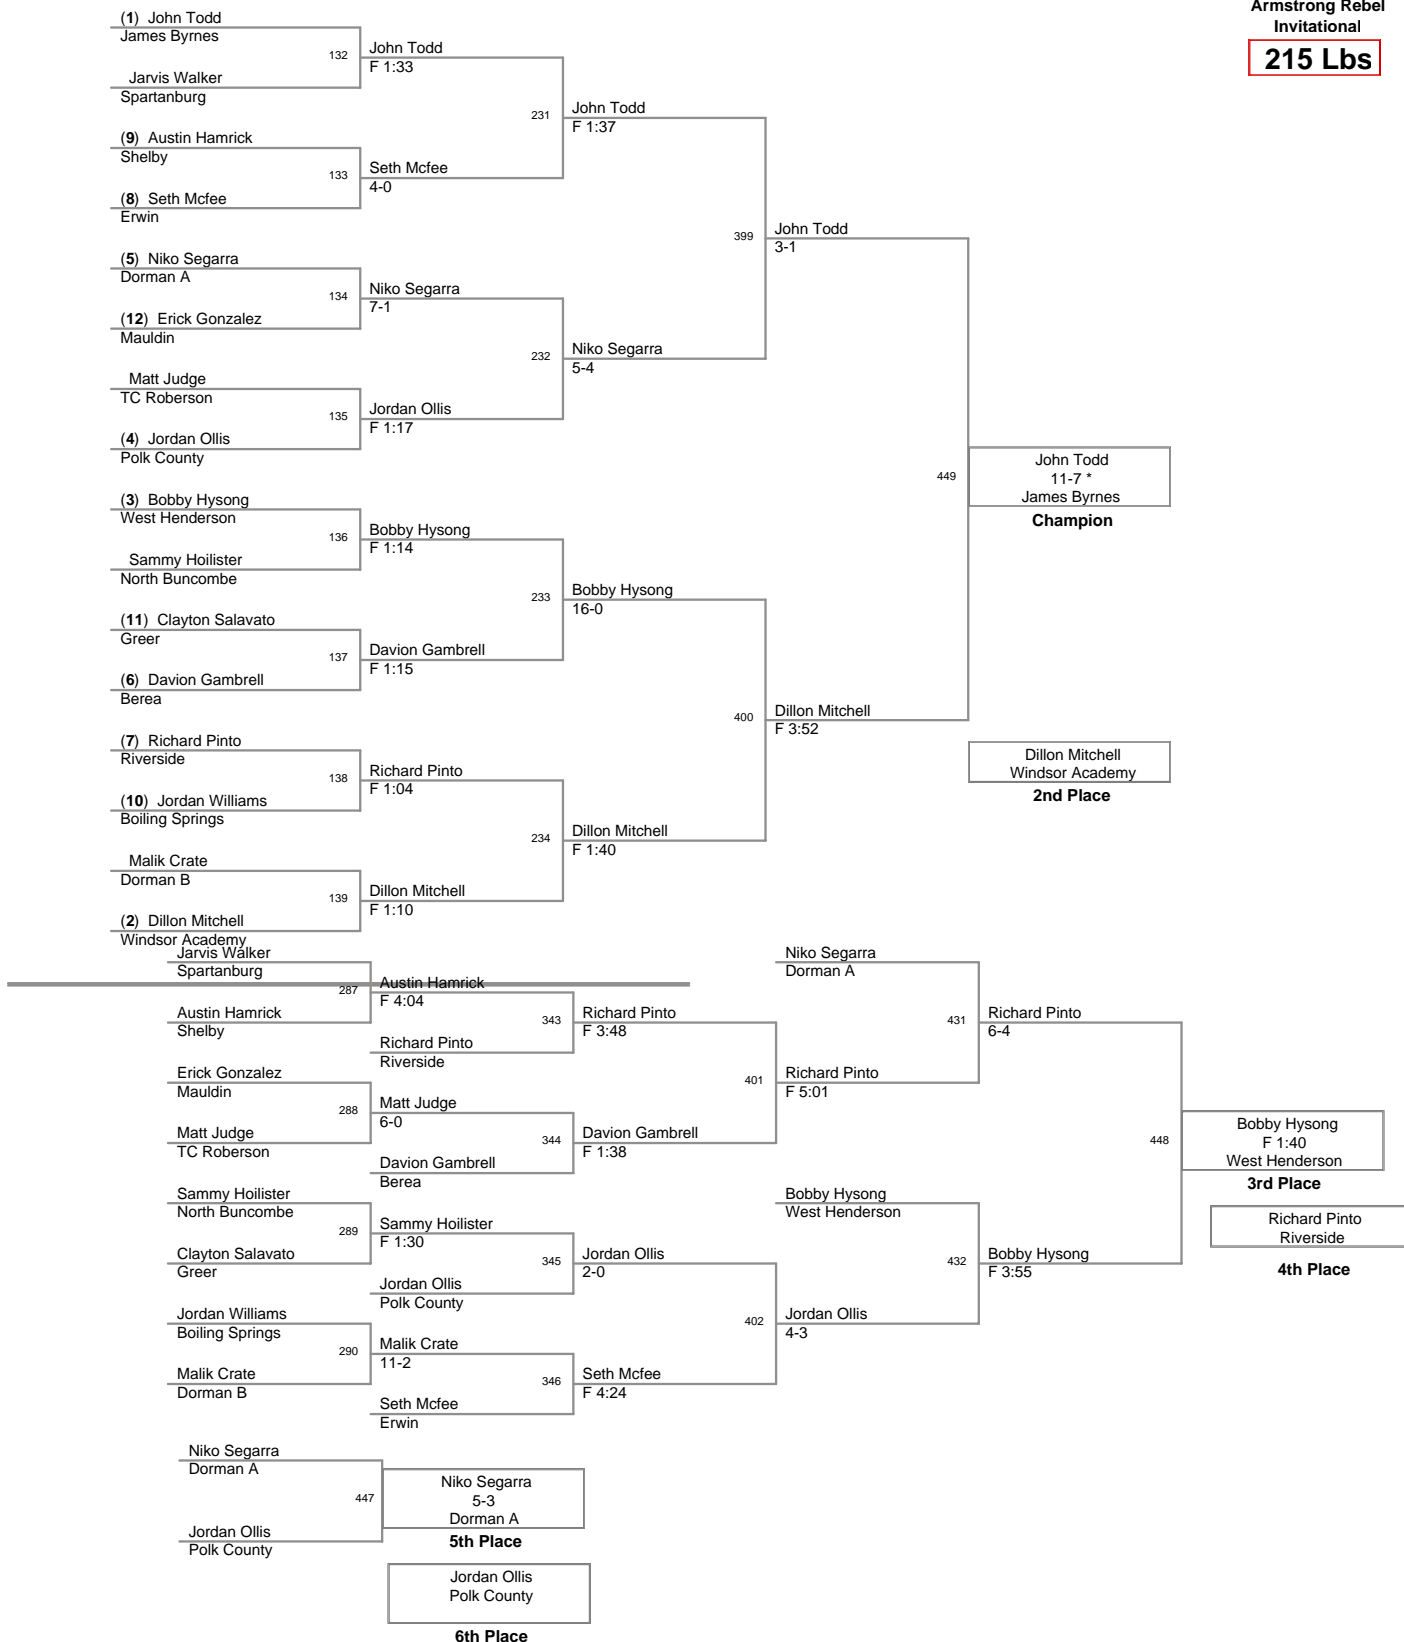 Armstrong Rebel
Invitational
215 Lbs
(1) John Todd
James Byrnes
132
Jarvis Walker
Spartanburg
John Todd
F 1:33
(9) Austin Hamrick
Shelby
133
(8) Seth Mcfee
Erwin
Seth Mcfee
4-0
231
John Todd
F 1:37
(5) Niko Segarra
Dorman A
134
(12) Erick Gonzalez
Mauldin
Niko Segarra
7-1
Matt Judge
TC Roberson
135
(4) Jordan Ollis
Polk County
Jordan Ollis
F 1:17
232
Niko Segarra
5-4
399
John Todd
3-1
(3) Bobby Hysong
West Henderson
136
Sammy Hoilister
North Buncombe
Bobby Hysong
F 1:14
(11) Clayton Salavato
Greer
137
(6) Davion Gambrell
Berea
Davion Gambrell
F 1:15
233
Bobby Hysong
16-0
(7) Richard Pinto
Riverside
138
(10) Jordan Williams
Boiling Springs
Richard Pinto
F 1:04
Malik Crate
Dorman B
139
(2) Dillon Mitchell
Windsor Academy
Dillon Mitchell
F 1:10
234
Dillon Mitchell
F 1:40
400
Dillon Mitchell
F 3:52
449
John Todd
11-7 *
James Byrnes
Champion
Dillon Mitchell
Windsor Academy
2nd Place
Jarvis Walker
Spartanburg
287
Austin Hamrick
Shelby
Austin Hamrick
F 4:04
343
Richard Pinto
Riverside
Richard Pinto
F 3:48
Erick Gonzalez
Mauldin
288
Matt Judge
TC Roberson
Matt Judge
6-0
344
Davion Gambrell
Berea
Davion Gambrell
F 1:38
401
Richard Pinto
F 5:01
Niko Segarra
Dorman A
431
Richard Pinto
6-4
Sammy Hoilister
North Buncombe
289
Clayton Salavato
Greer
Sammy Hoilister
F 1:30
345
Jordan Ollis
Polk County
Jordan Ollis
2-0
Jordan Williams
Boiling Springs
290
Malik Crate
Dorman B
Malik Crate
11-2
346
Seth Mcfee
Erwin
Seth Mcfee
F 4:24
402
Jordan Ollis
4-3
Bobby Hysong
West Henderson
432
Bobby Hysong
F 3:55
448
Bobby Hysong
F 1:40
West Henderson
3rd Place
Richard Pinto
Riverside
4th Place
Niko Segarra
Dorman A
447
Jordan Ollis
Polk County
Niko Segarra
5-3
Dorman A
5th Place
Jordan Ollis
Polk County
6th Place